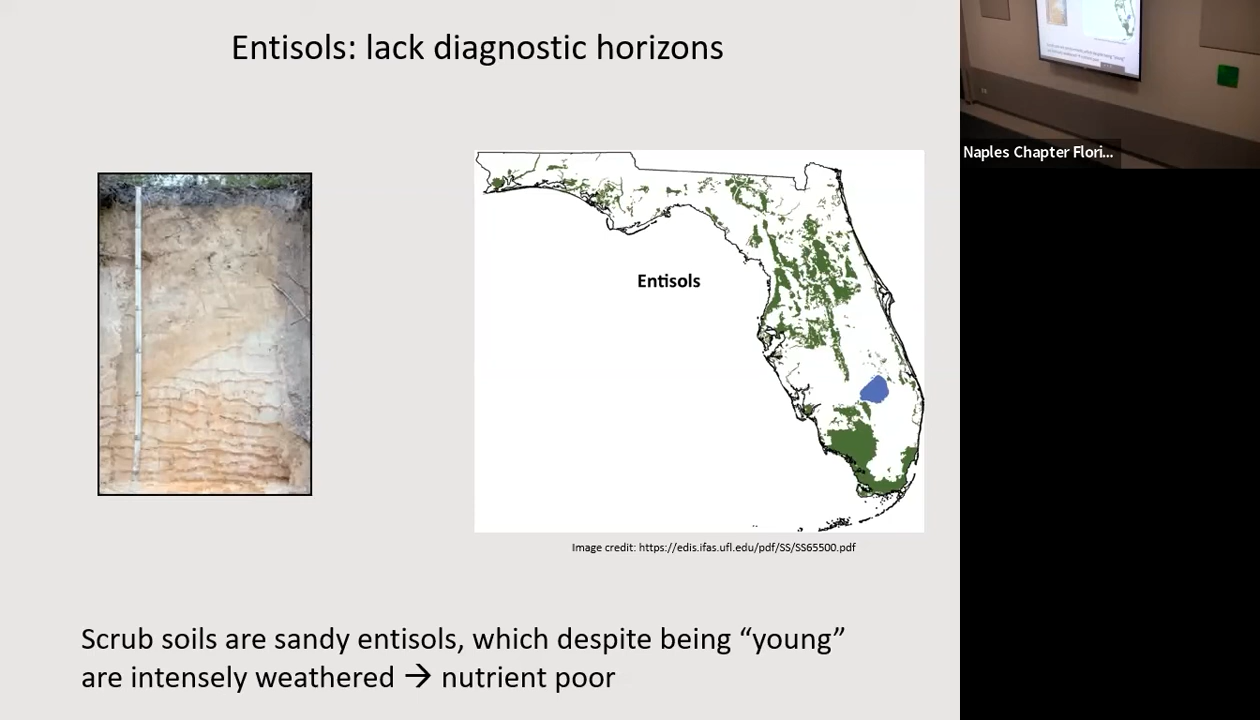 Entisols: lack diagnostic horizons
Naples Chapter Flori...
Entisols
Image credit: https://edis.ifas.ufl.edu/pdf/SS/SS65500.pdf
Scrub soils are sandy entisols, which despite being “young”
are intensely weathered → nutrient poor